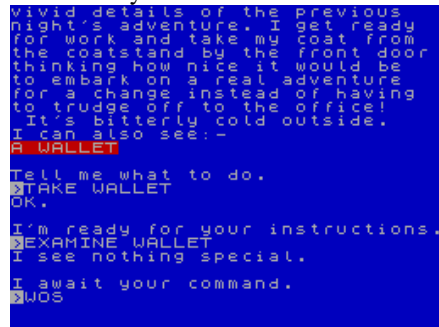 vivid details of the previous
night's adventure. I get ready
for work and take my coat from
the coatstand by the front door
thinking how nice it would be
to embark on a real adventure
for a change instead of having
to trudge off to the office!
It's bitterly cold outside.
I can also see:-
A WALLET
Tell me what to do.
>TAKE WALLET
OK.
I'm ready for your instructions.
>EXAMINE WALLET
I see nothing special.
I await your command.
>WOS